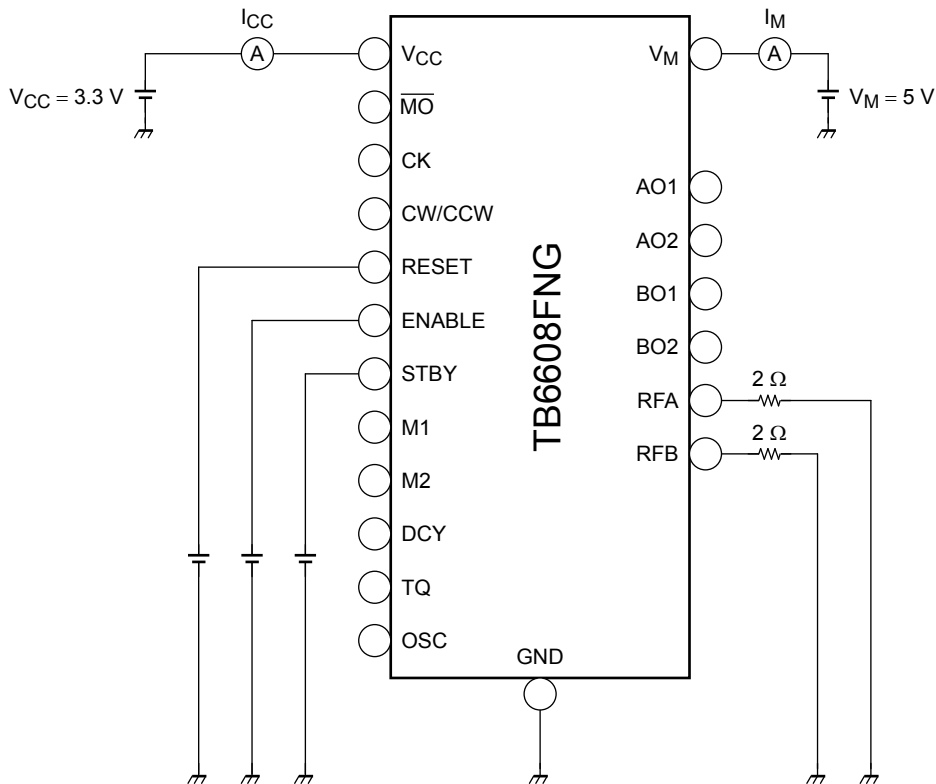 ICC
IM
VCC = 3.3 V
VM = 5 V
VCC
MO
CK
CW/CCW
RESET
ENABLE
STBY
M1
M2
DCY
TQ
OSC
TB6608FNG
VM
AO1
AO2
BO1
BO2
RFA
RFB
2 Ω
2 Ω
GND
A
A